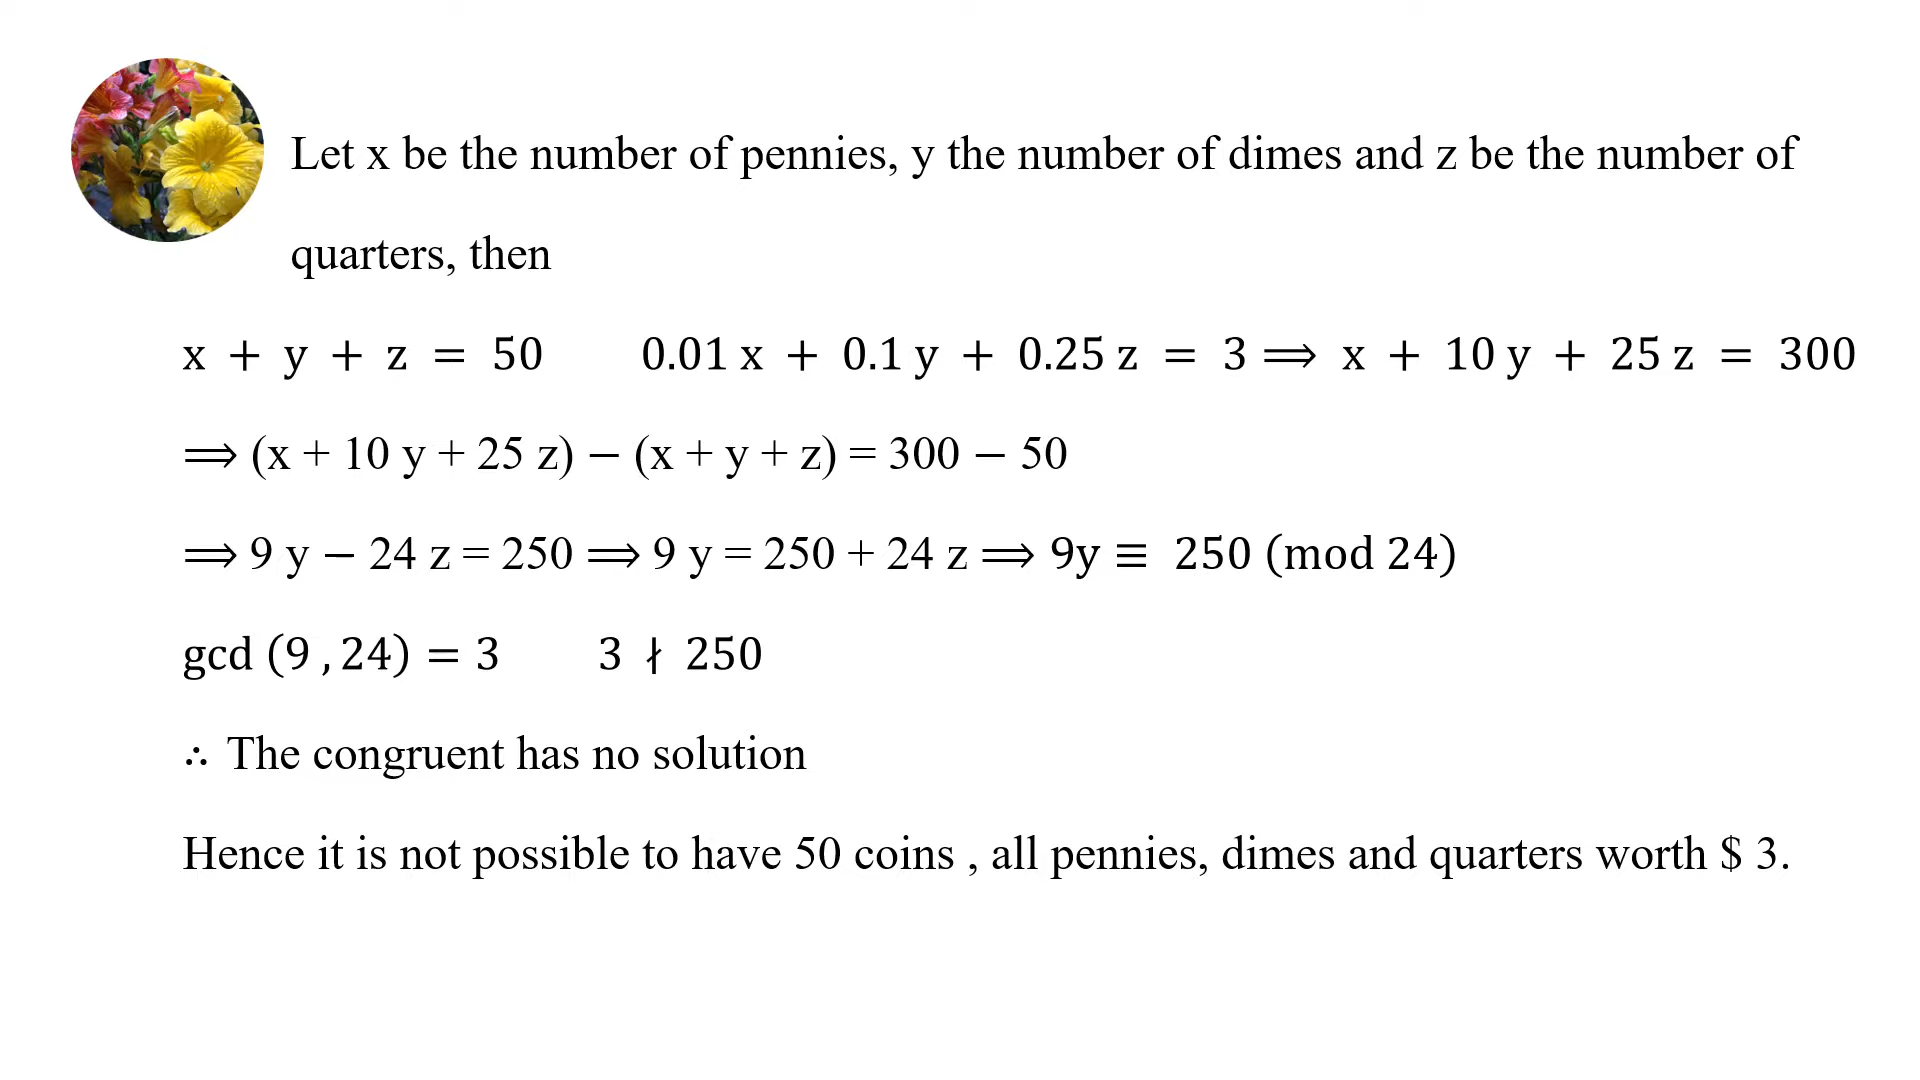 Let x be the number of pennies, y the number of dimes and z be the number of
quarters, then
x + y + z = 50 0.01 x + 0.1 y + 0.25 z = 3 ⟹ x + 10 y + 25 z = 300
⟹ (x + 10 y + 25 z) − (x + y + z) = 300 − 50
⟹ 9 y − 24 z = 250 ⟹ 9 y = 250 + 24 z ⟹ 9y ≡ 250 (mod 24)
gcd (9 , 24) = 3 3 ∤ 250
∴ The congruent has no solution
Hence it is not possible to have 50 coins , all pennies, dimes and quarters worth $ 3.